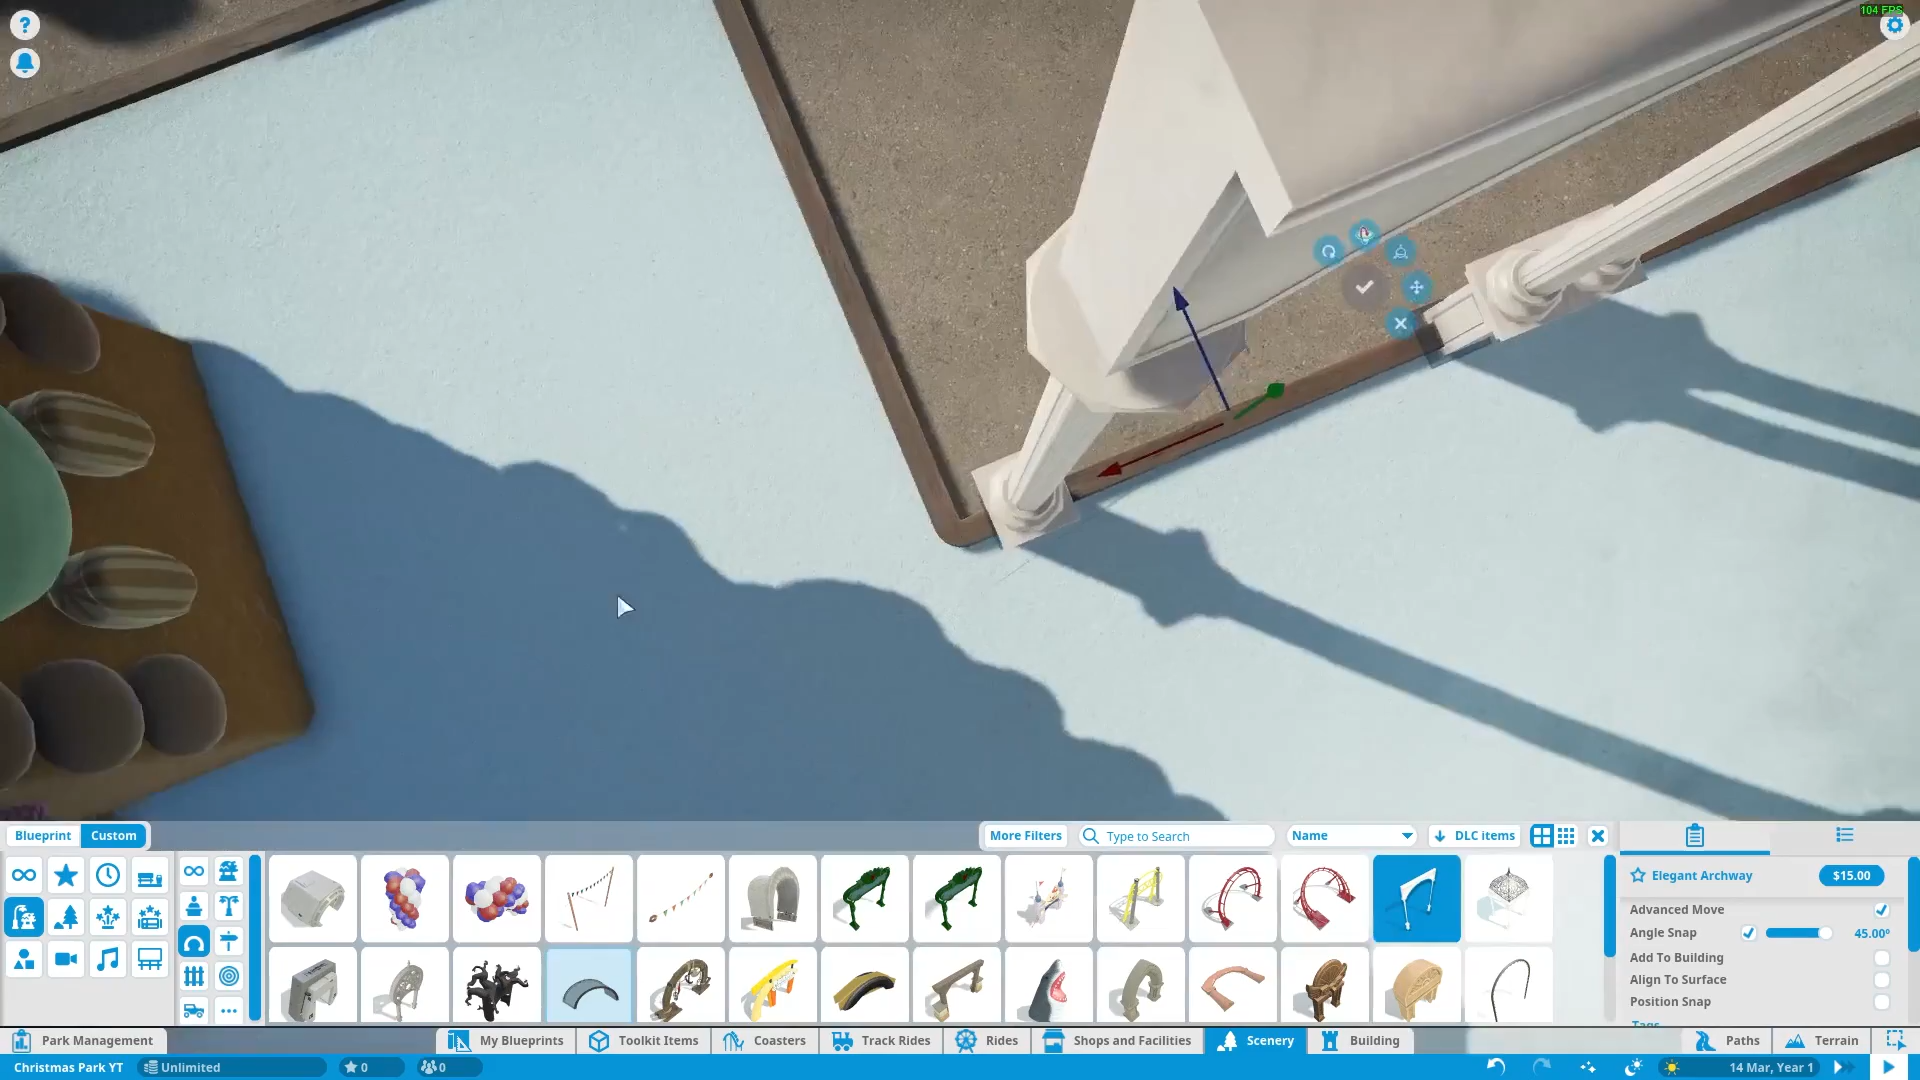 104 FPS
?
Blueprint
Custom
More Filters
Type to Search
Name
DLC items
Elegant Archway
$15.00
Advanced Move
Angle Snap
45.00°
Add To Building
Align To Surface
Position Snap
Park Management
My Blueprints
Toolkit Items
Coasters
Track Rides
Rides
Shops and Facilities
Scenery
Building
Paths
Terrain
Christmas Park YT
Unlimited
0
0
14 Mar, Year 1